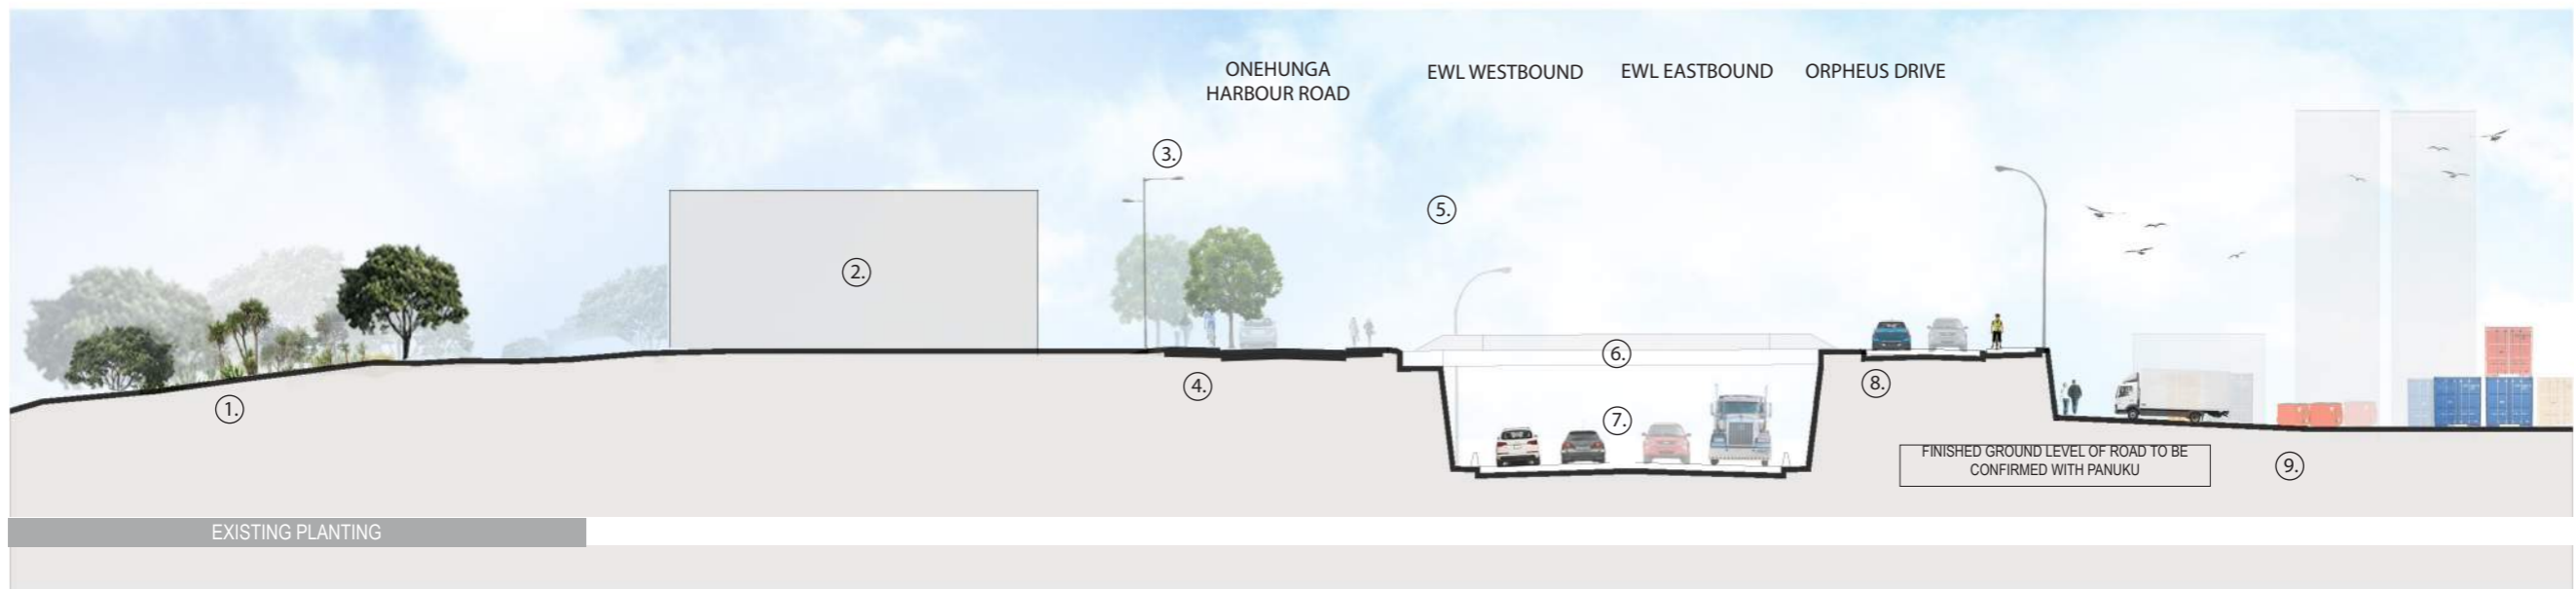 ONEHUNGA
HARBOUR ROAD
EWL WESTBOUND
EWL EASTBOUND
ORPHEUS DRIVE
3.
5.
2.
6.
4.
8.
1.
7.
FINISHED GROUND LEVEL OF ROAD TO BE
CONFIRMED WITH PANUKU
9.
EXISTING PLANTING